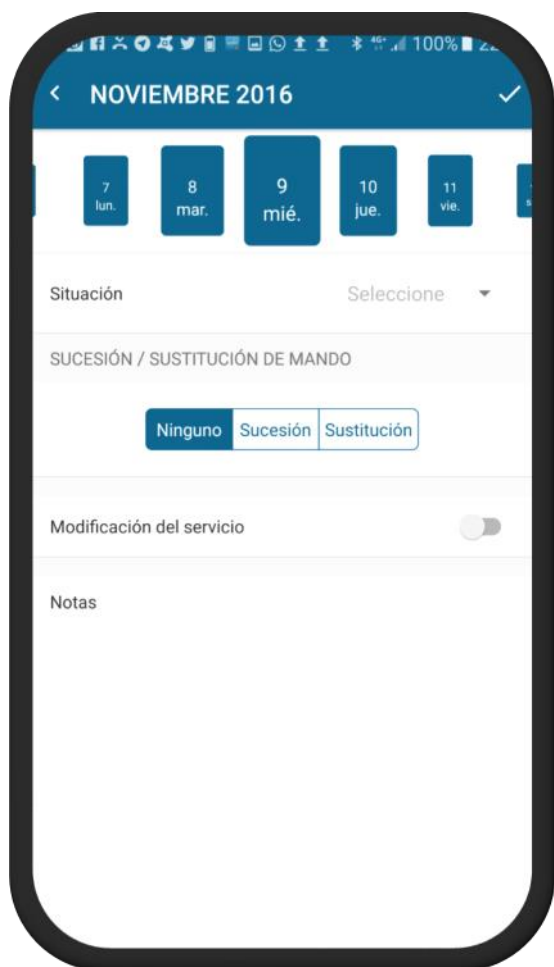 4G+ 100%
NOVIEMBRE 2016
7 8 9 10 11
lun. mar. mié. jue. vie.
Situación Seleccione
SUCESIÓN / SUSTITUCIÓN DE MANDO
Ninguno Sucesión Sustitución
Modificación del servicio
Notas